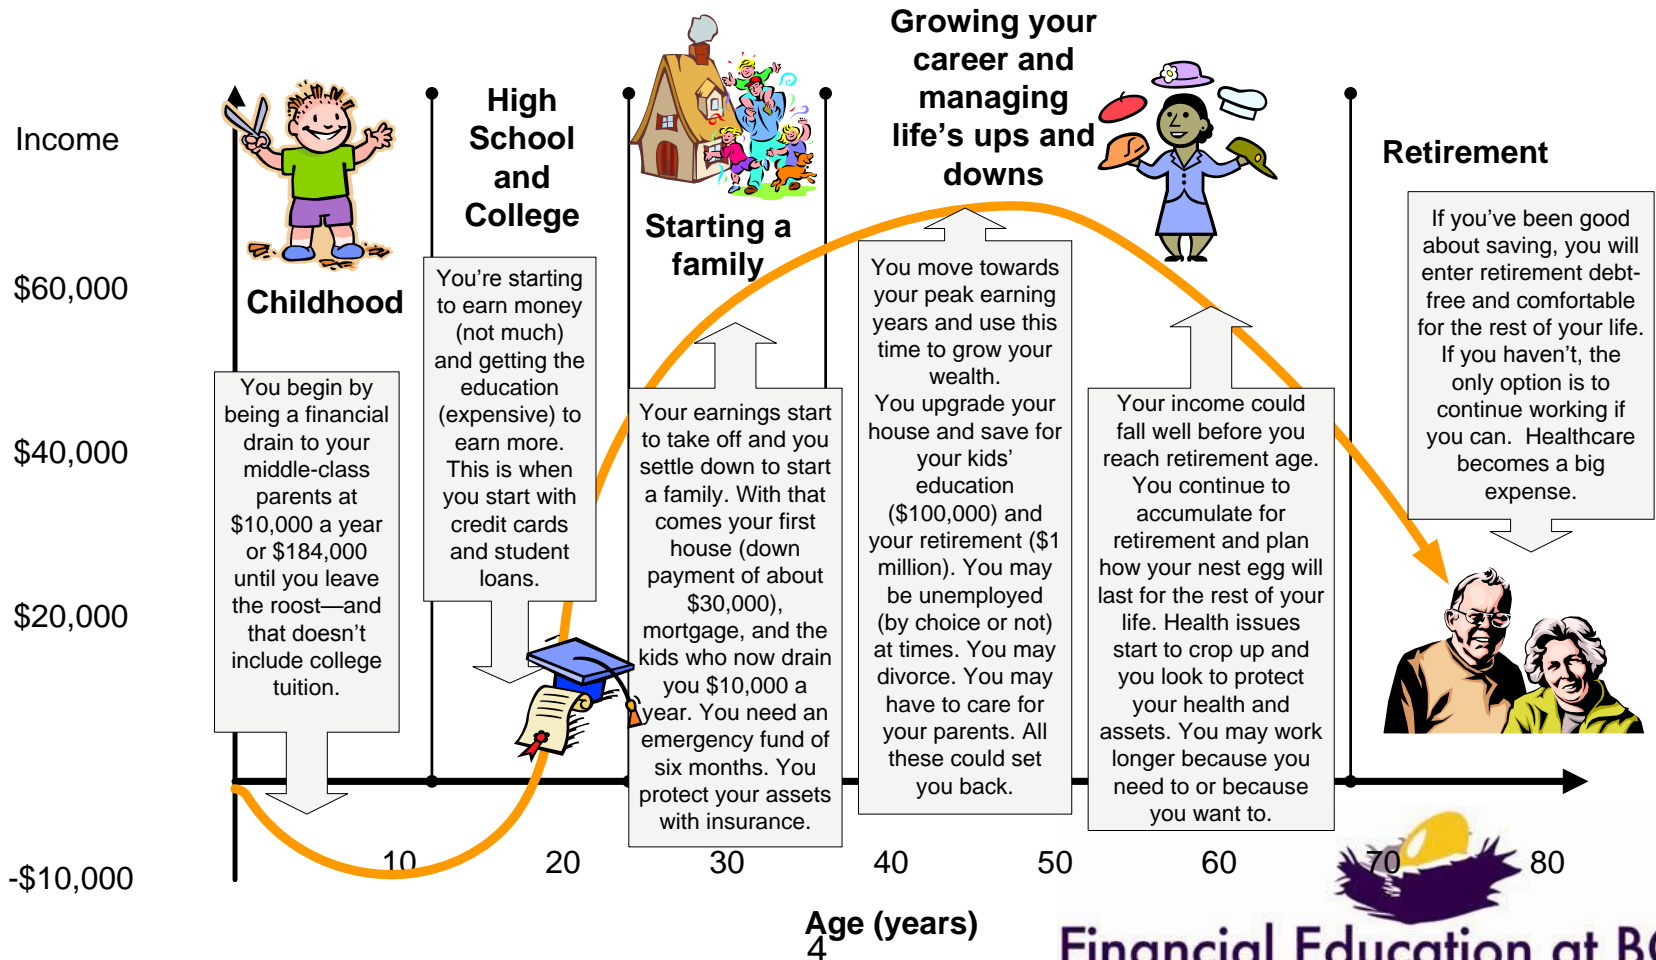 Income
$60,000
$40,000
$20,000
-$10,000
Childhood
You begin by
being a financial
drain to your
middle-class
parents at
$10,000 a year
or $184,000
until you leave
the roost—and
that doesn’t
include college
tuition.
High
School
and
College
You’re starting
to earn money
(not much)
and getting the
education
(expensive) to
earn more.
This is when
you start with
credit cards
and student
loans.
Starting a
family
Your earnings start
to take off and you
settle down to start
a family. With that
comes your first
house (down
payment of about
$30,000),
mortgage, and the
kids who now drain
you $10,000 a
year. You need an
emergency fund of
six months. You
protect your assets
with insurance.
Growing your
career and
managing
life’s ups and
downs
You move towards
your peak earning
years and use this
time to grow your
wealth.
You upgrade your
house and save for
your kids’
education
($100,000) and
your retirement ($1
million). You may
be unemployed
(by choice or not)
at times. You may
divorce. You may
have to care for
your parents. All
these could set
you back.
Your income could
fall well before you
reach retirement age.
You continue to
accumulate for
retirement and plan
how your nest egg will
last for the rest of your
life. Health issues
start to crop up and
you look to protect
your health and
assets. You may work
longer because you
need to or because
you want to.
Retirement
If you’ve been good
about saving, you will
enter retirement debt-
free and comfortable
for the rest of your life.
If you haven’t, the
only option is to
continue working if
you can. Healthcare
becomes a big
expense.
10 20 30 40 50 60 70 80
Age (years)
4
Financial Education at